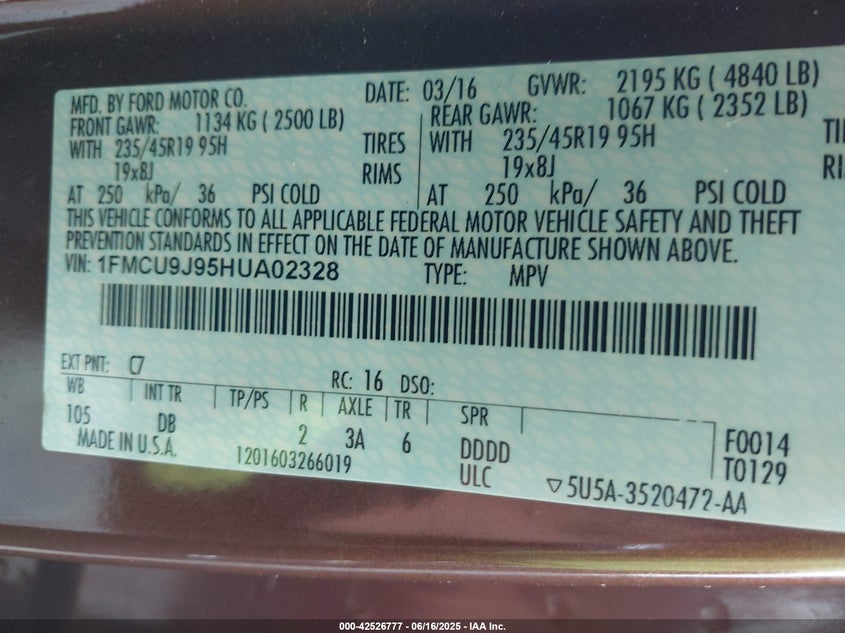 MFD. BY FORD MOTOR CO. DATE: 03/16 GVWR: 2195 KG ( 4840 LB)
FRONT GAWR: 1134 KG ( 2500 LB) REAR GAWR: 1067 KG ( 2352 LB)
WITH 235/45R19 95H TIRES WITH 235/45R19 95H
19x8J RIMS 19x8J
AT 250 kPa/ 36 PSI COLD AT 250 kPa/ 36 PSI COLD
THIS VEHICLE CONFORMS TO ALL APPLICABLE FEDERAL MOTOR VEHICLE SAFETY AND THEFT
PREVENTION STANDARDS IN EFFECT ON THE DATE OF MANUFACTURE SHOWN ABOVE.
VIN: 1FMCU9J95HUA02328 TYPE: MPV
EXT PNT: C7 RC: 16 DSO:
WB INT TR TP/PS R AXLE TR SPR
105 DB 2 3A 6 DDDD F0014
MADE IN U.S.A. 1201603266019 ULC T0129
▽5U5A-3520472-AA
000-42526777 - 06/16/2025 - IAA Inc.